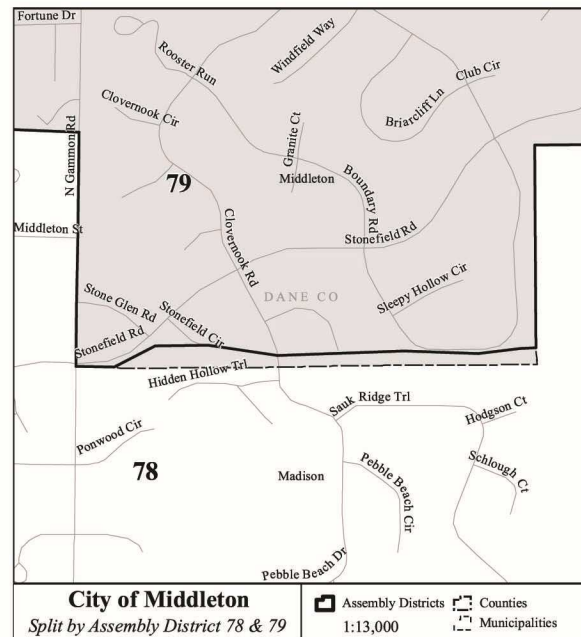 Fortune Dr
Rooster Run
Windfield Way
Club Cir
Briarcliff Ln
Clovernook Cir
N Gammon Rd
Granite Ct
Middleton
79
Boundary Rd
Middleton St
Clovernook Rd
Stonefield Rd
DANE CO
Sleepy Hollow Cir
Stone Glen Rd
Stonefield Cir
Stonefield Rd
Hidden Hollow Trl
Sauk Ridge Trl
Hodgson Ct
Ponwood Cir
78
Madison
Pebble Beach Cir
Schlough Ct
Pebble Beach Dr
City of Middleton
Split by Assembly District 78 & 79
Assembly Districts
Counties
1:13,000
Municipalities